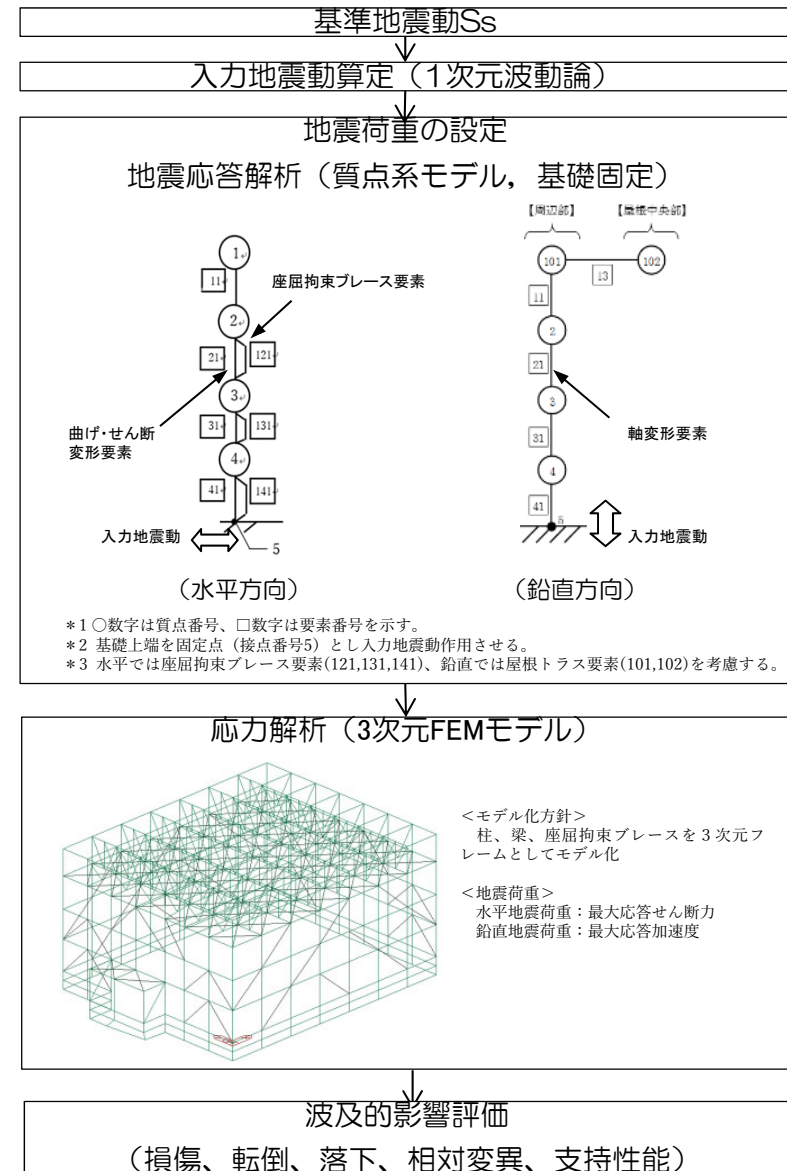 基準地震動Ss
入力地震動算定（1次元波動論）
地震荷重の設定
地震応答解析（質点系モデル，基礎固定）
1
11
座屈拘束ブレース要素
2
21
121
3
曲げ・せん断
変形要素
31
131
4
41
141
入力地震動
5
（水平方向）
【周辺部】
【屋根中央部】
101
102
13
11
2
21
3
軸変形要素
31
4
41
5
入力地震動
（鉛直方向）
＊1 〇数字は質点番号、□数字は要素番号を示す。
＊2 基礎上端を固定点（接点番号5）とし入力地震動作用させる。
＊3 水平では座屈拘束ブレース要素(121,131,141)、鉛直では屋根トラス要素(101,102)を考慮する。
応力解析（3次元FEMモデル）
＜モデル化方針＞
柱、梁、座屈拘束ブレースを３次元フ
レームとしてモデル化
＜地震荷重＞
水平地震荷重：最大応答せん断力
鉛直地震荷重：最大応答加速度
波及的影響評価
（損傷、転倒、落下、相対変異、支持性能）